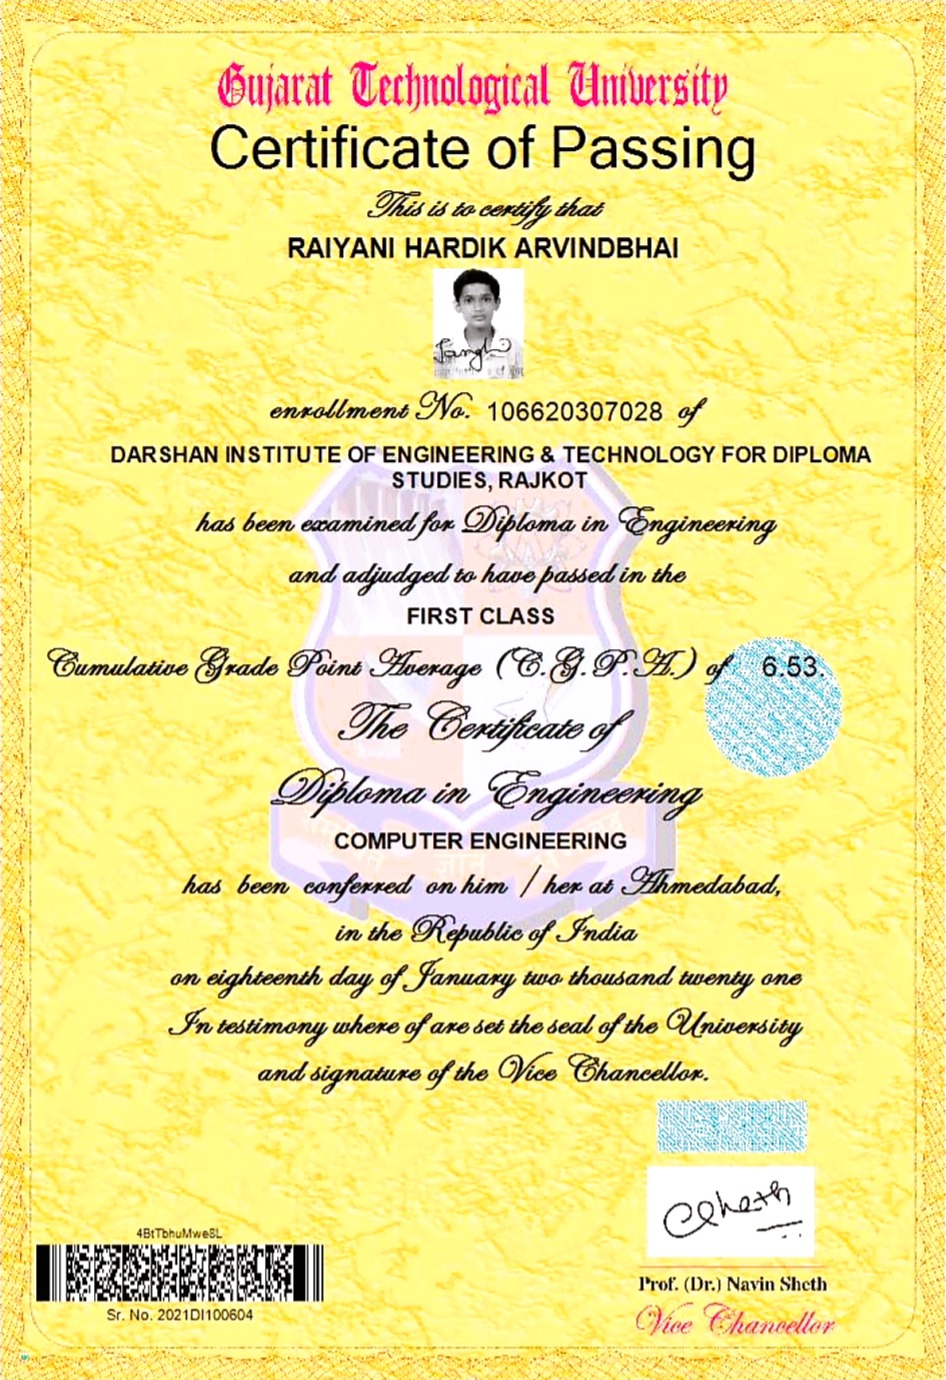 Gujarat Technological University
Certificate of Passing
This is to certify that
RAIYANI HARDIK ARVINDBHAI
enrollment No. 106620307028 of
DARSHAN INSTITUTE OF ENGINEERING & TECHNOLOGY FOR DIPLOMA
STUDIES, RAJKOT
has been examined for Diploma in Engineering
and adjudged to have passed in the
FIRST CLASS
Cumulative Grade Point Average (C.G.P.A.) of 6.53.
The Certificate of
Diploma in Engineering
COMPUTER ENGINEERING
has been conferred on him / her at Ahmedabad,
in the Republic of India
on eighteenth day of January two thousand twenty one
In testimony where of are set the seal of the University
and signature of the Vice Chancellor.
4BtTbhuMweSL
Sr. No. 2021DI100604
Prof. (Dr.) Navin Sheth
Vice Chancellor